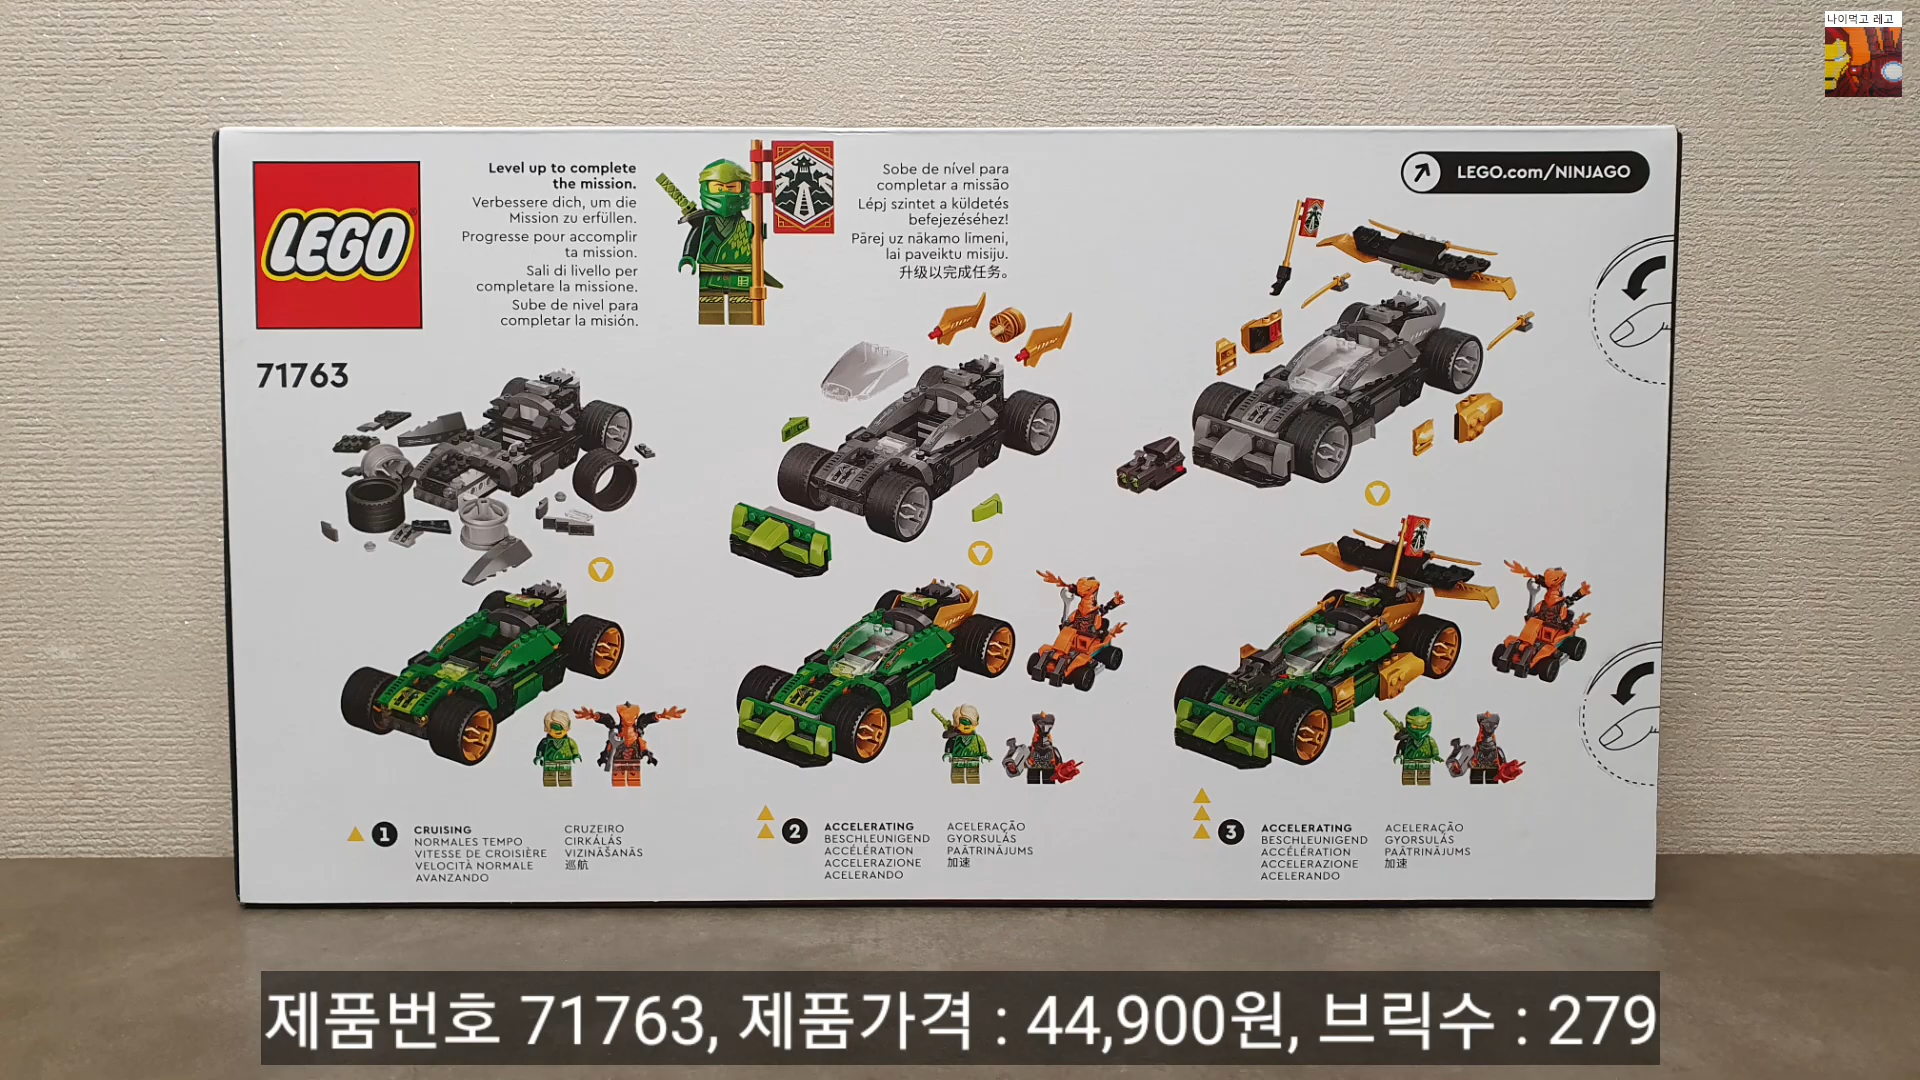 나이먹고 레고
LEGO
71763
Level up to complete
the mission.
Verbessere dich, um die
Mission zu erfüllen.
Progresse pour accomplir
ta mission.
Sali di livello per
completare la missione.
Sube de nivel para
completar la misión.
Sobe de nível para
completar a missão
Lépj szintet a küldetés
befejezéséhez!
Pārej uz nākamo līmeni,
lai paveiktu misiju.
升级以完成任务。
LEGO.com/NINJAGO
1
CRUISING
NORMALES TEMPO
VITESSE DE CROISIÈRE
VELOCITÀ NORMALE
AVANZANDO
CRUZEIRO
CIRKÁLÁS
VIZINĀŠANĀS
巡航
2
ACCELERATING
BESCHLEUNIGEND
ACCÉLÉRATION
ACCELERAZIONE
ACELERANDO
ACELERAÇÃO
GYORSULÁS
PAĀTRINĀJUMS
加速
3
ACCELERATING
BESCHLEUNIGEND
ACCÉLÉRATION
ACCELERAZIONE
ACELERANDO
ACELERAÇÃO
GYORSULÁS
PAĀTRINĀJUMS
加速
제품번호 71763, 제품가격 : 44,900원, 브릭수 : 279